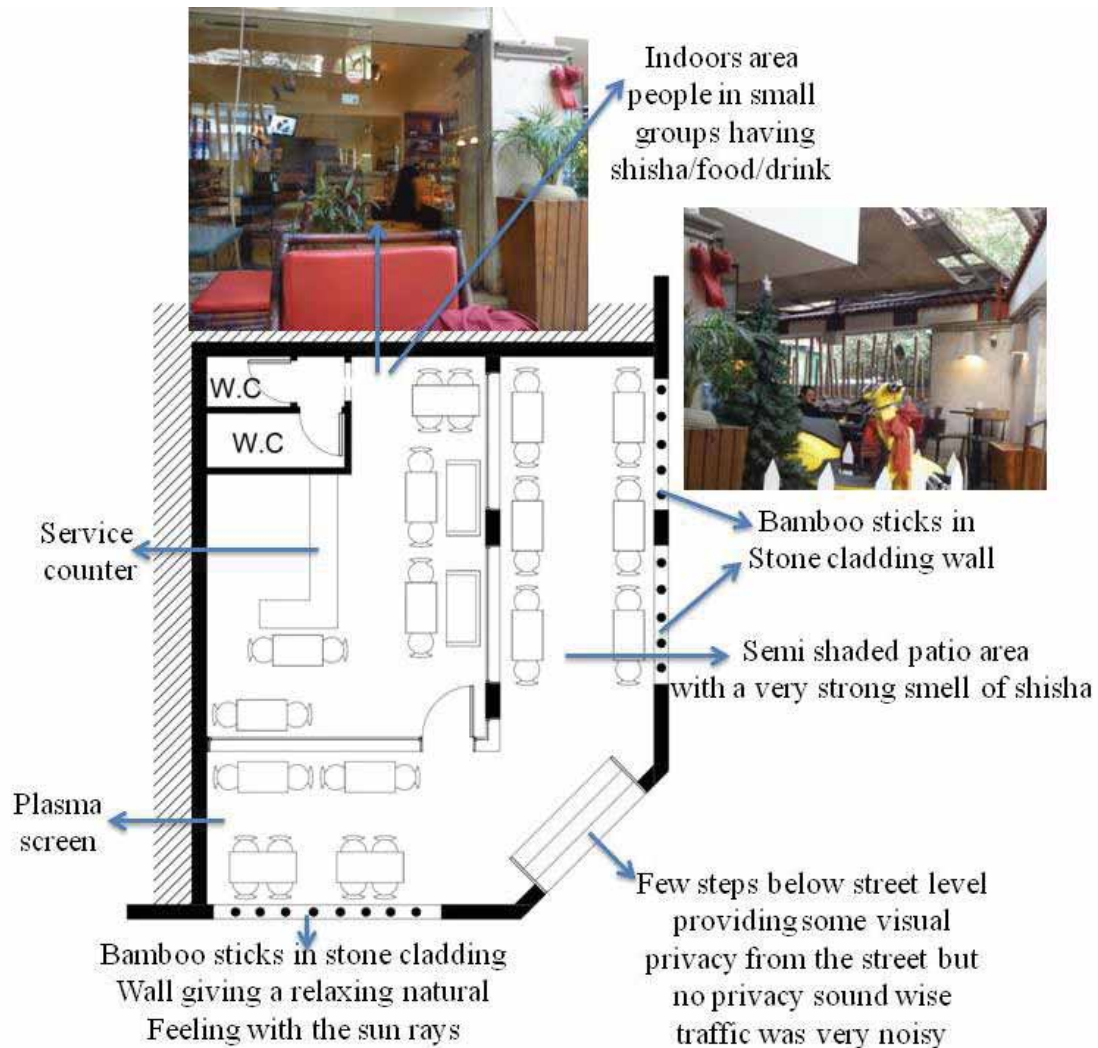 Indoors area
people in small
groups having
shisha/food/drink
W.C
W.C
Service
counter
Bamboo sticks in
Stone cladding wall
Semi shaded patio area
with a very strong smell of shisha
Plasma
screen
Few steps below street level
providing some visual
privacy from the street but
no privacy sound wise
traffic was very noisy
Bamboo sticks in stone cladding
Wall giving a relaxing natural
Feeling with the sun rays